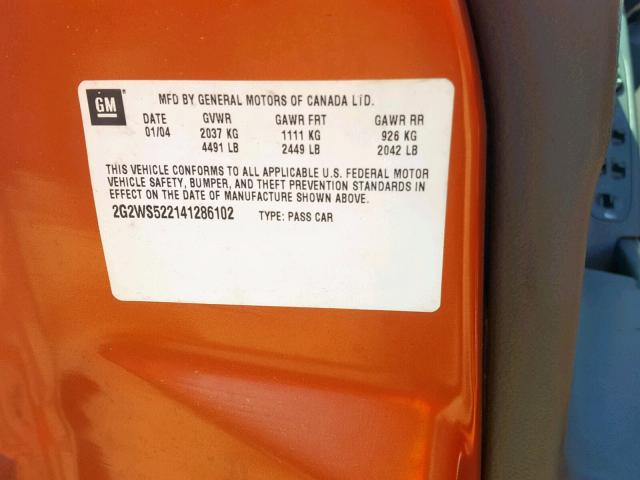 GM
MFD BY GENERAL MOTORS OF CANADA LTD.
DATE GVWR GAWR FRT GAWR RR
01/04 2037 KG 1111 KG 926 KG
4491 LB 2449 LB 2042 LB
THIS VEHICLE CONFORMS TO ALL APPLICABLE U.S. FEDERAL MOTOR
VEHICLE SAFETY, BUMPER, AND THEFT PREVENTION STANDARDS IN
EFFECT ON THE DATE OF MANUFACTURE SHOWN ABOVE.
2G2WS522141286102 TYPE: PASS CAR